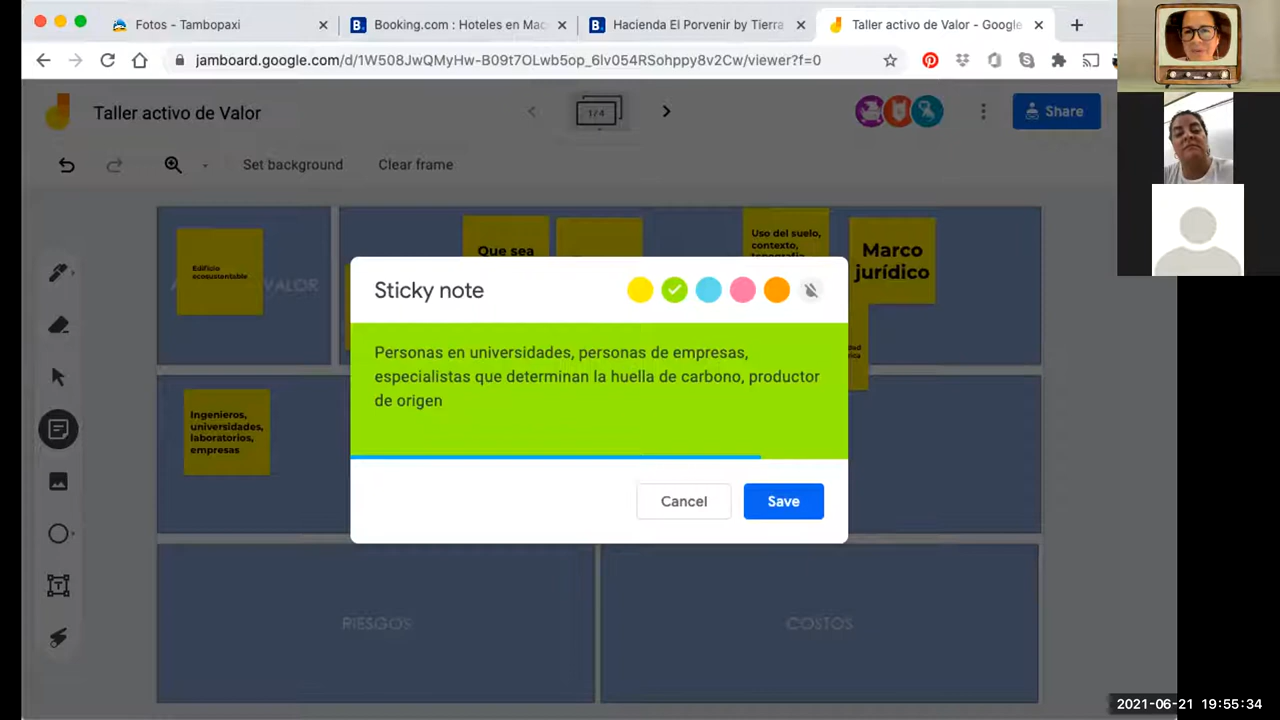 Fotos - Tambopaxi
Booking.com : Hoteles en Mac
Hacienda El Porvenir by Tierra
Taller activo de Valor - Google
jamboard.google.com/d/1W508JwQMyHw-B09t7OLwb5op_6lv054RSohppy8v2Cw/viewer?f=0
Taller activo de Valor
1/4
Share
Set background
Clear frame
Edificio
ecosustentable
VALOR
Que sea
Uso del suelo,
contexto,
Marco
jurídico
Sticky note
Personas en universidades, personas de empresas,
especialistas que determinan la huella de carbono, productor
de origen
Cancel
Save
Ingenieros,
universidades,
laboratorios,
empresas
RIESGOS
COSTOS
2021-06-21 19:55:34